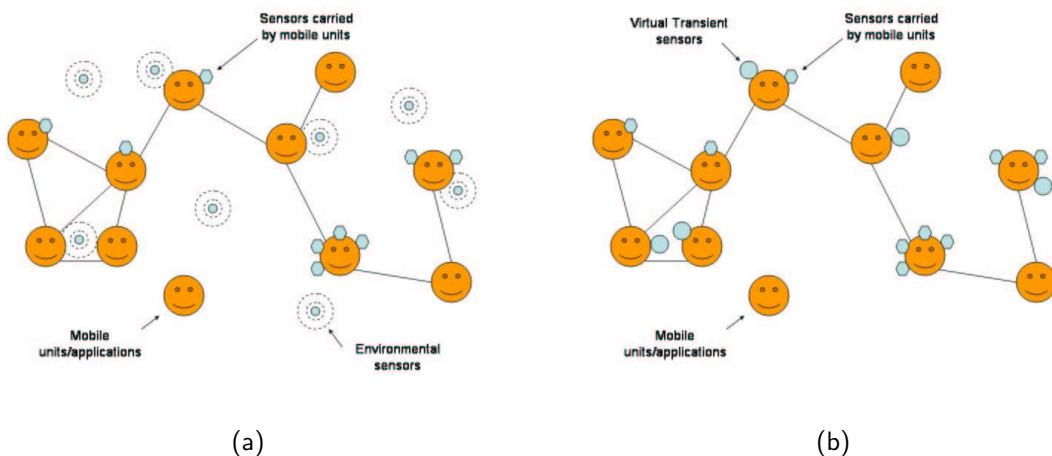 Sensors carried
by mobile units
Mobile
units/applications
Environmental
sensors
(a)
Virtual Transient
sensors
Sensors carried
by mobile units
Mobile
units/applications
(b)